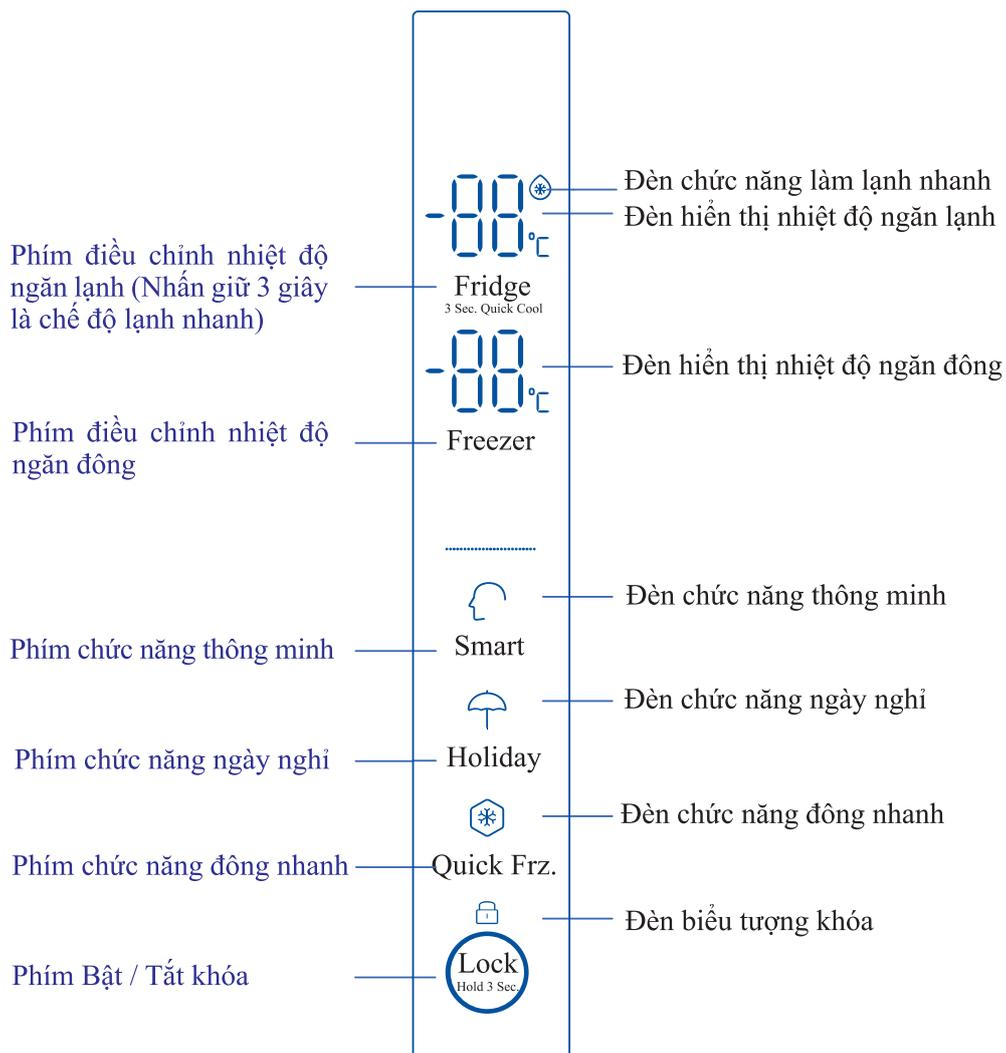 Đèn chức năng làm lạnh nhanh
Đèn hiển thị nhiệt độ ngăn lạnh
-88°C
Phím điều chỉnh nhiệt độ
ngăn lạnh (Nhấn giữ 3 giây
là chế độ lạnh nhanh)
Fridge
3 Sec. Quick Cool
-88°C
Đèn hiển thị nhiệt độ ngăn đông
Phím điều chỉnh nhiệt độ
ngăn đông
Freezer
Đèn chức năng thông minh
Phím chức năng thông minh
Smart
Đèn chức năng ngày nghỉ
Phím chức năng ngày nghỉ
Holiday
Đèn chức năng đông nhanh
Phím chức năng đông nhanh
Quick Frz.
Đèn biểu tượng khóa
Phím Bật / Tắt khóa
Lock
Hold 3 Sec.